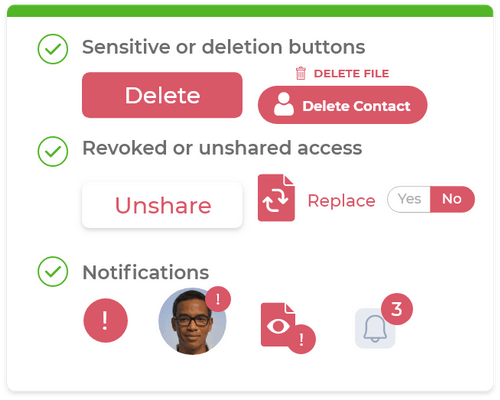 Sensitive or deletion buttons
DELETE FILE
Delete
Delete Contact
Revoked or unshared access
Unshare
Replace
Yes
No
Notifications
!
!
!
3